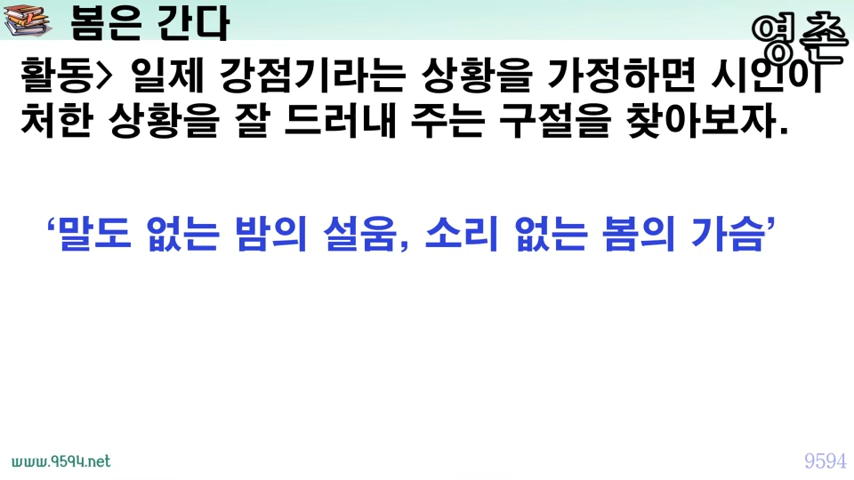 봄은 간다
영촌
활동> 일제 강점기라는 상황을 가정하면 시인이
처한 상황을 잘 드러내 주는 구절을 찾아보자.
‘말도 없는 밤의 설움, 소리 없는 봄의 가슴’
www.9594.net
9594